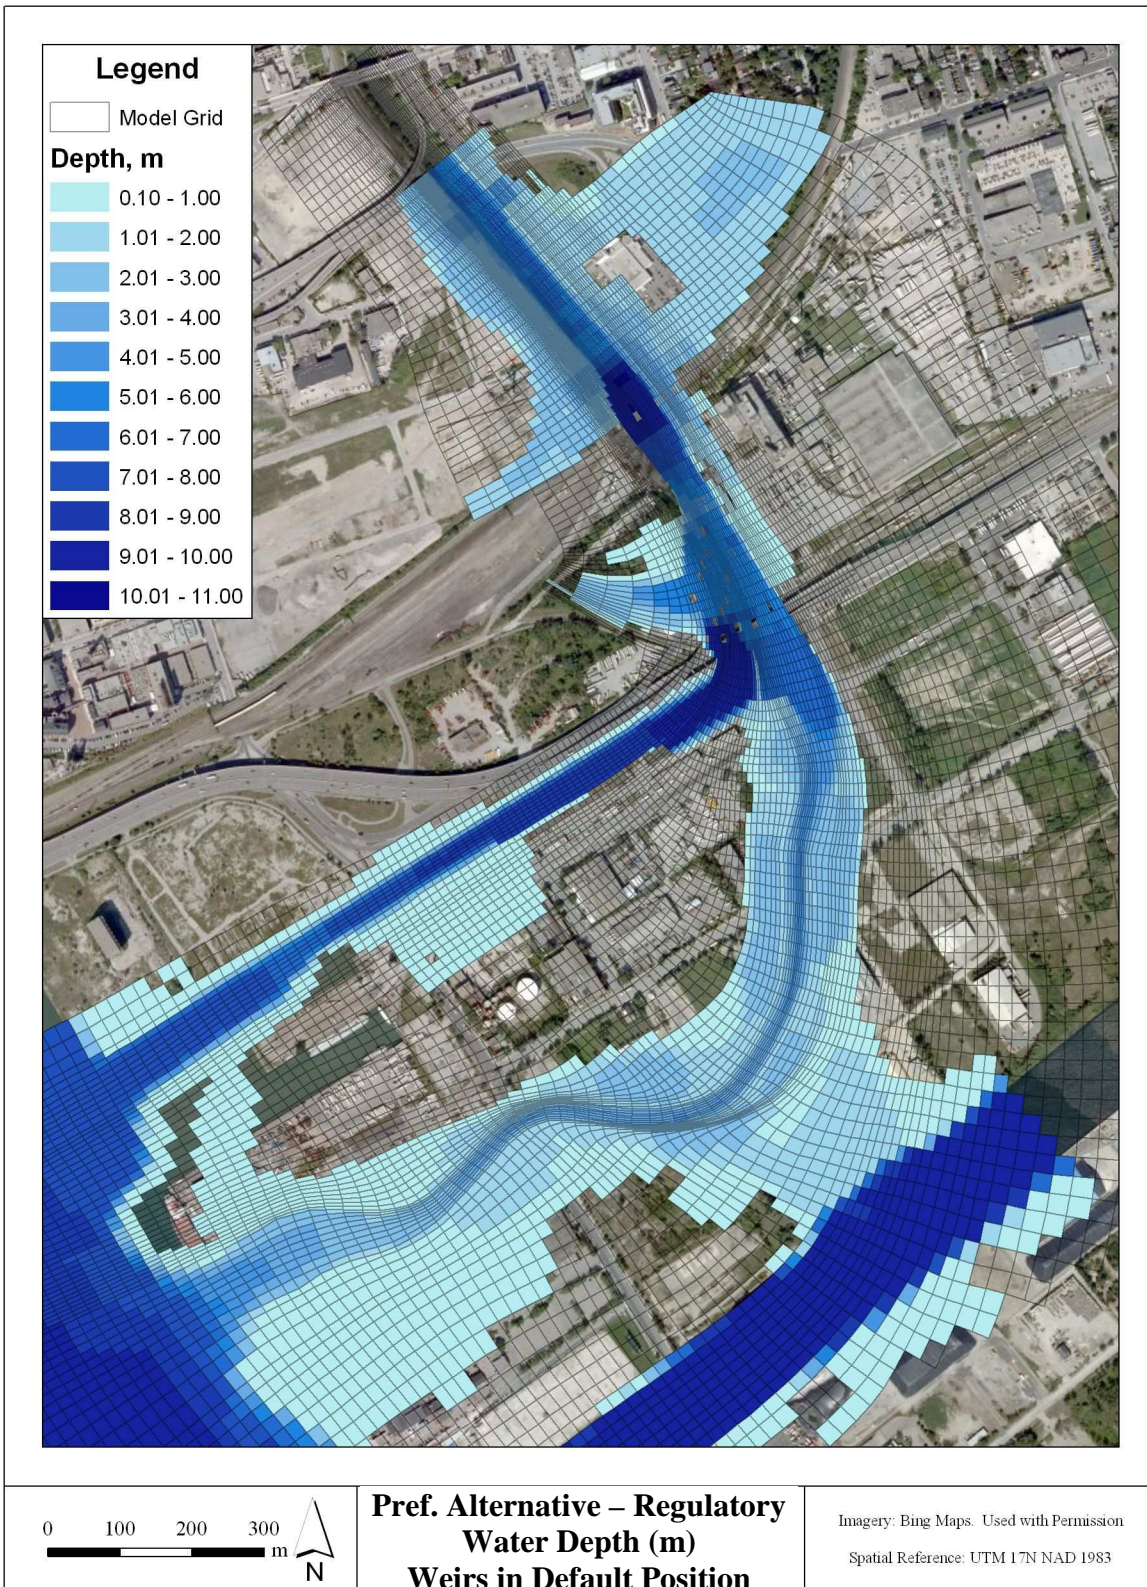 Legend
Model Grid
Depth, m
0.10 - 1.00
1.01 - 2.00
2.01 - 3.00
3.01 - 4.00
4.01 - 5.00
5.01 - 6.00
6.01 - 7.00
7.01 - 8.00
8.01 - 9.00
9.01 - 10.00
10.01 - 11.00
0 100 200 300
m
N
Pref. Alternative – Regulatory
Water Depth (m)
Weirs in Default Position
Imagery: Bing Maps. Used with Permission
Spatial Reference: UTM 17N NAD 1983